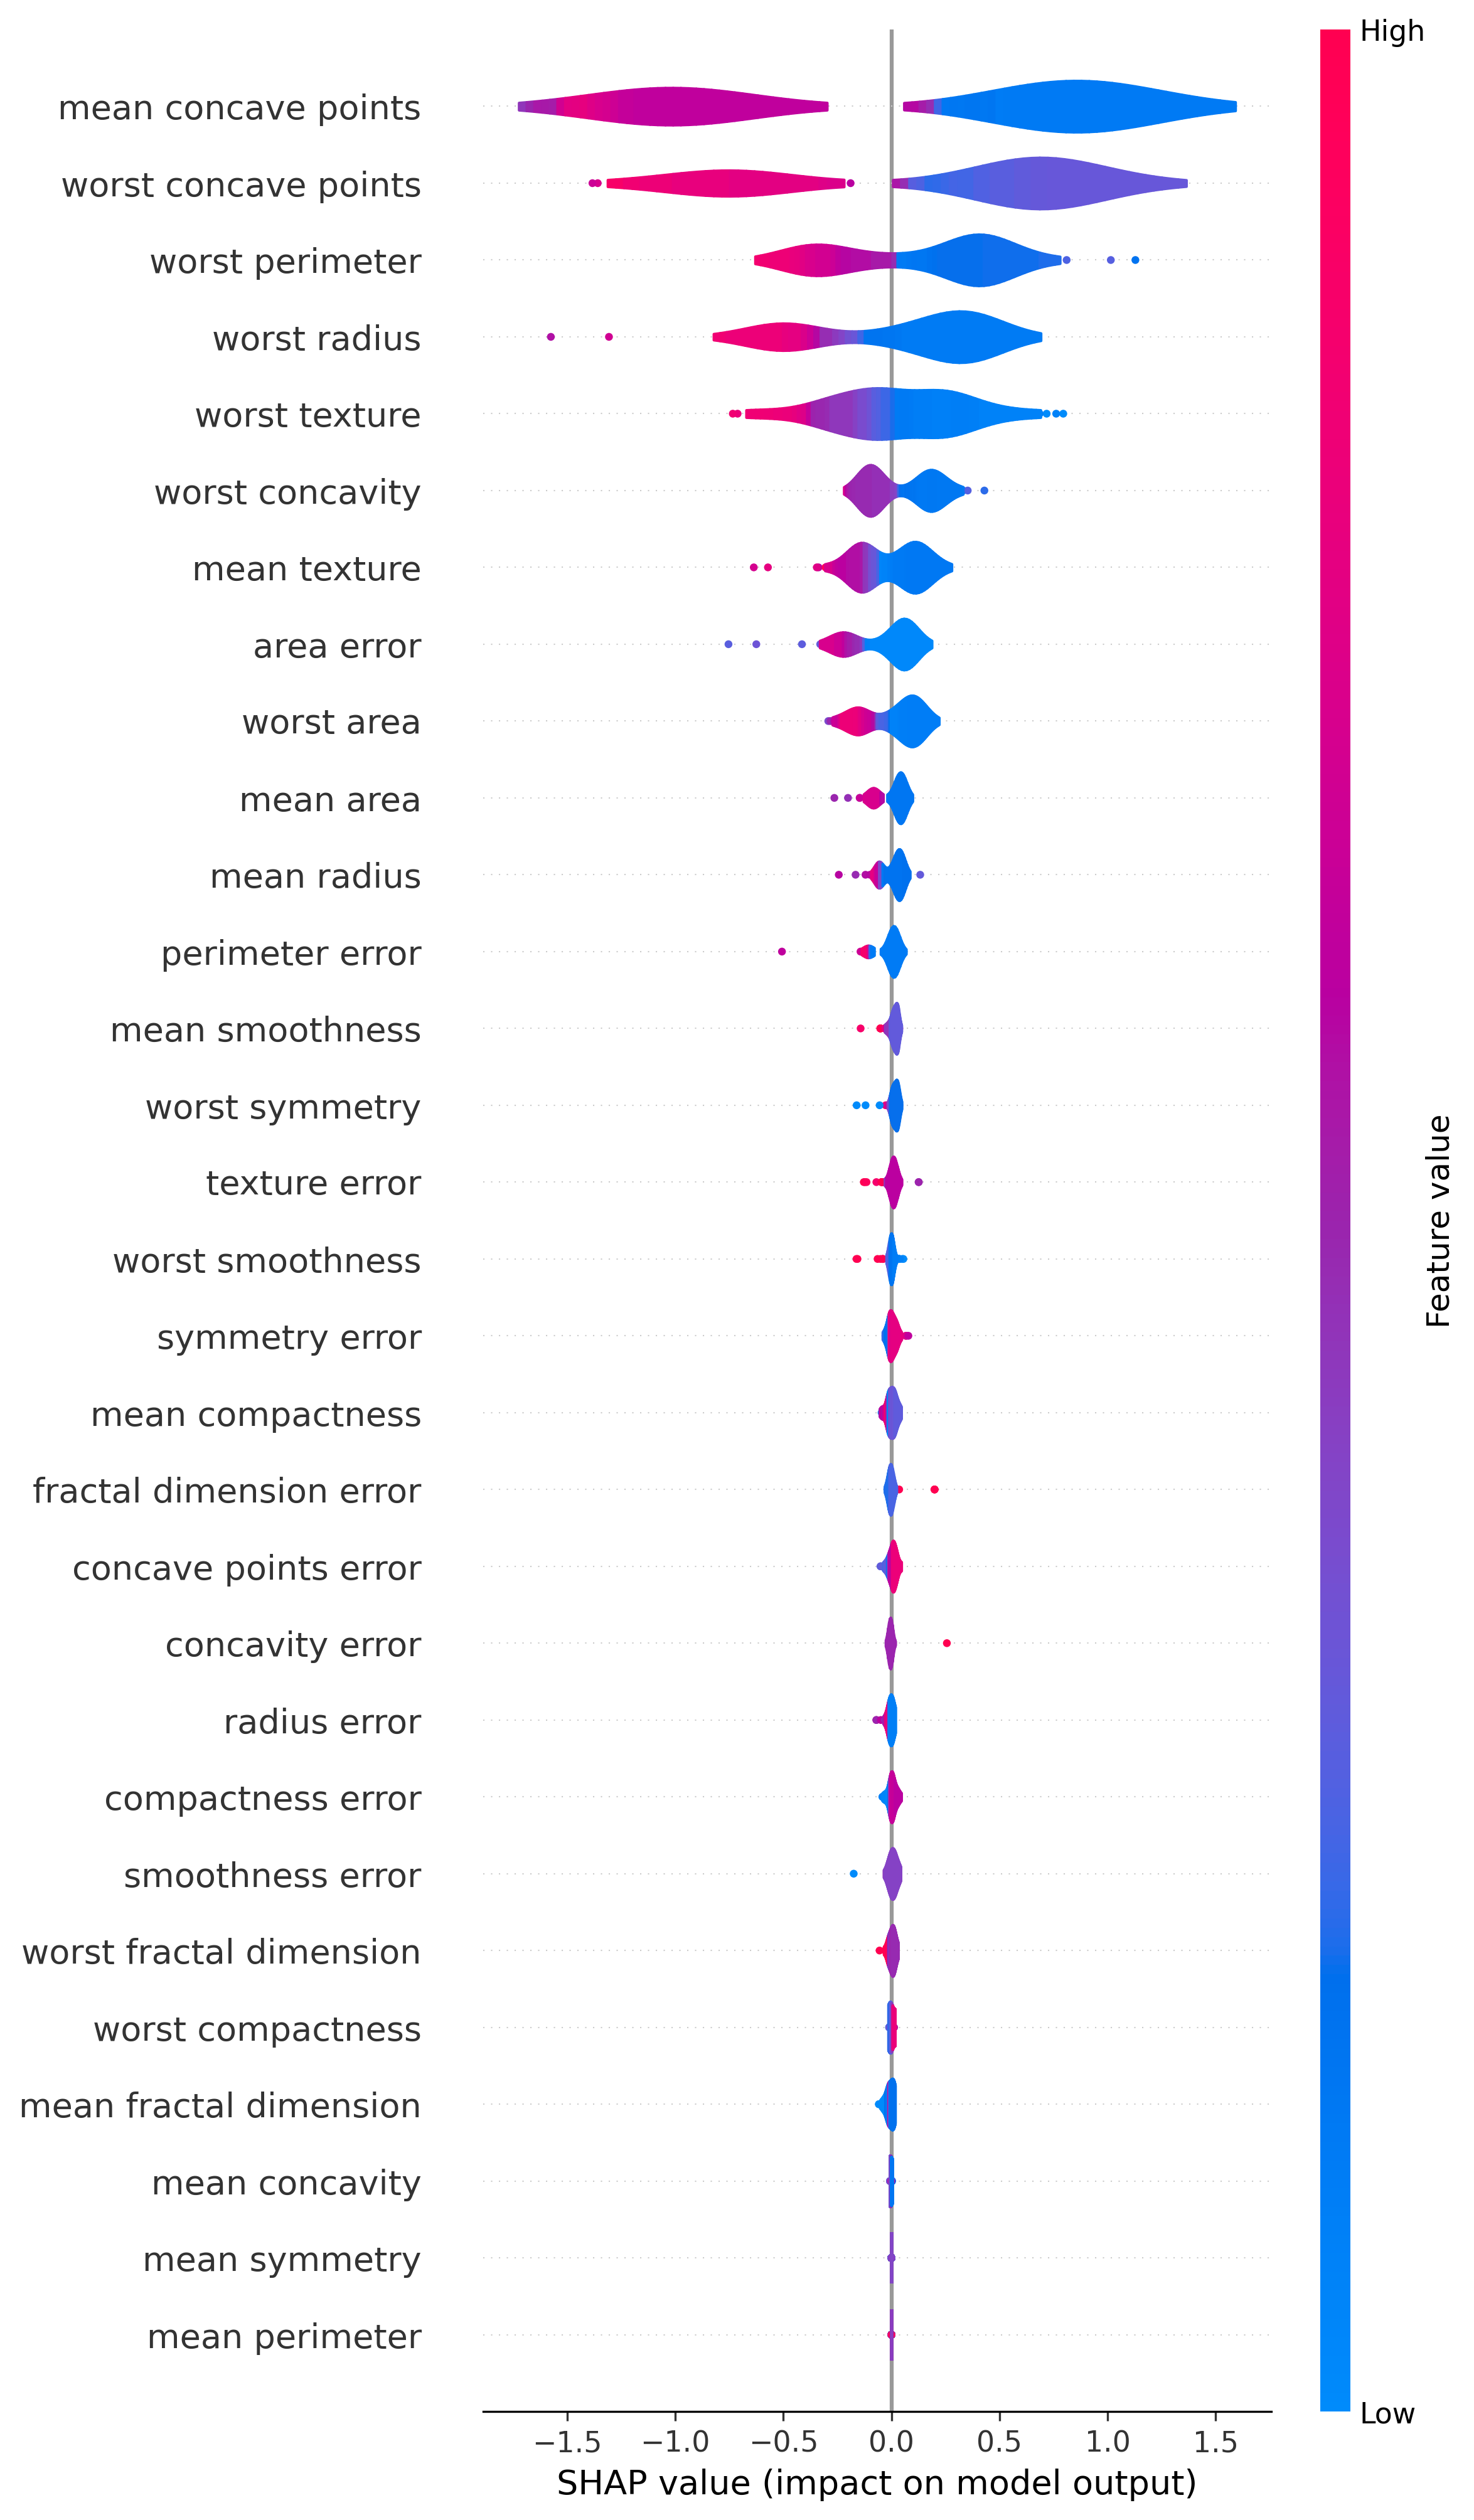 High
mean concave points
worst concave points
worst perimeter
worst radius
worst texture
worst concavity
mean texture
area error
worst area
mean area
mean radius
perimeter error
mean smoothness
worst symmetry
texture error
worst smoothness
symmetry error
mean compactness
fractal dimension error
concave points error
concavity error
radius error
compactness error
smoothness error
worst fractal dimension
worst compactness
mean fractal dimension
mean concavity
mean symmetry
mean perimeter
Feature value
Low
−1.5 −1.0 −0.5 0.0 0.5 1.0 1.5
SHAP value (impact on model output)